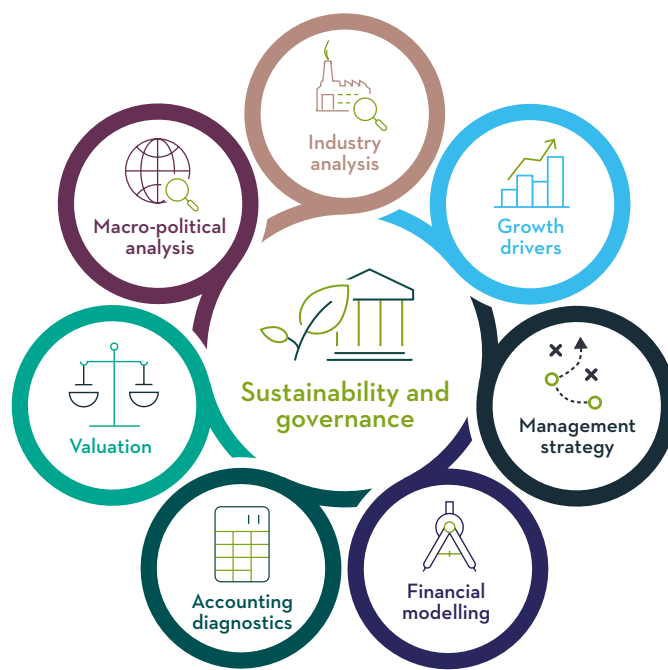 Industry
analysis
Growth
drivers
Management
strategy
Financial
modelling
Accounting
diagnostics
Valuation
Macro-political
analysis
Sustainability and
governance